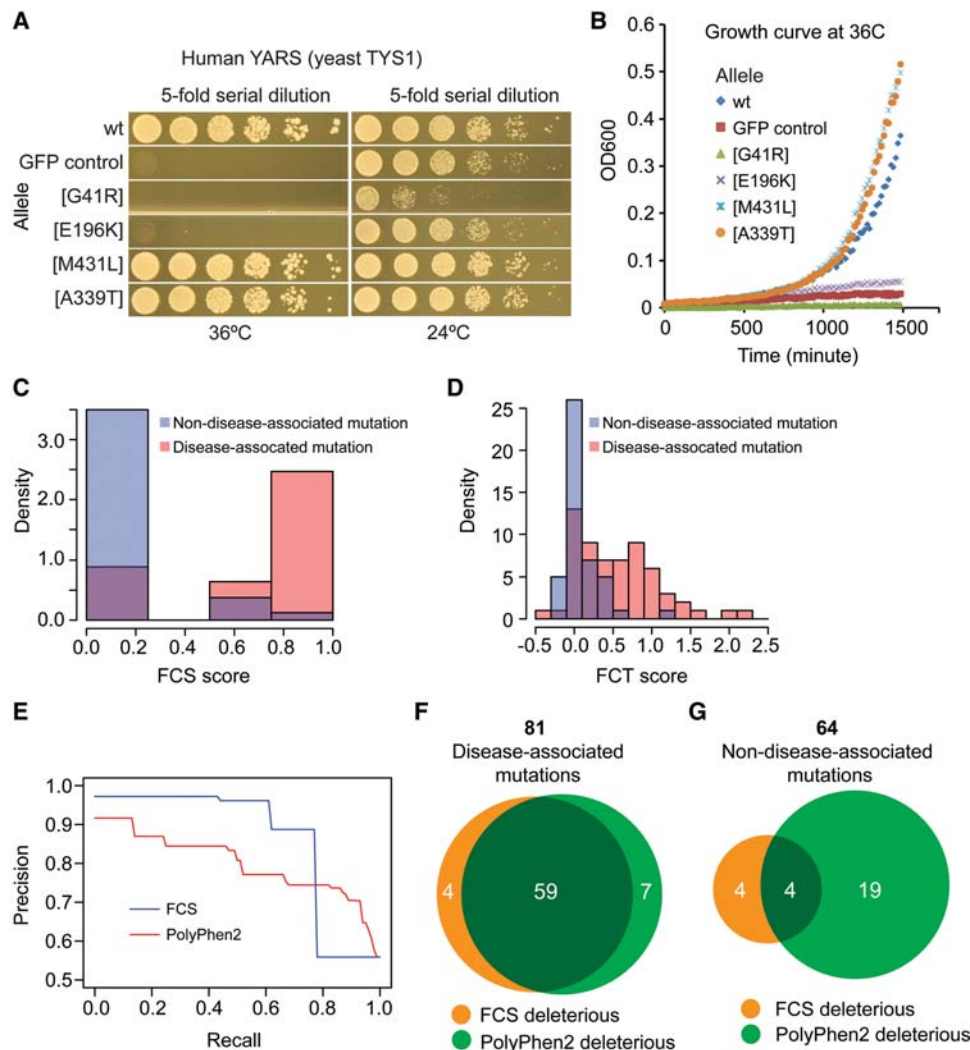 A
Human YARS (yeast TYS1)
5-fold serial dilution
5-fold serial dilution
Allele
wt
GFP control
[G41R]
[E196K]
[M431L]
[A339T]
36ºC
24ºC
B
Growth curve at 36C
OD600
0.6
0.5
0.4
0.3
0.2
0.1
0
Allele
wt
GFP control
[G41R]
[E196K]
[M431L]
[A339T]
0
500
1000
1500
Time (minute)
C
Density
3.0
2.0
1.0
0.0
Non-disease-associated mutation
Disease-assocated mutation
0.0 0.2 0.4 0.6 0.8 1.0
FCS score
D
Density
25
20
15
10
5
0
Non-disease-associated mutation
Disease-associated mutation
-0.5 0.0 0.5 1.0 1.5 2.0 2.5
FCT score
E
Precision
1.0
0.9
0.8
0.7
0.6
0.5
FCS
PolyPhen2
0.0 0.2 0.4 0.6 0.8 1.0
Recall
F
81
Disease-associated
mutations
4
59
7
FCS deleterious
PolyPhen2 deleterious
G
64
Non-disease-associated
mutations
4
4
19
FCS deleterious
PolyPhen2 deleterious